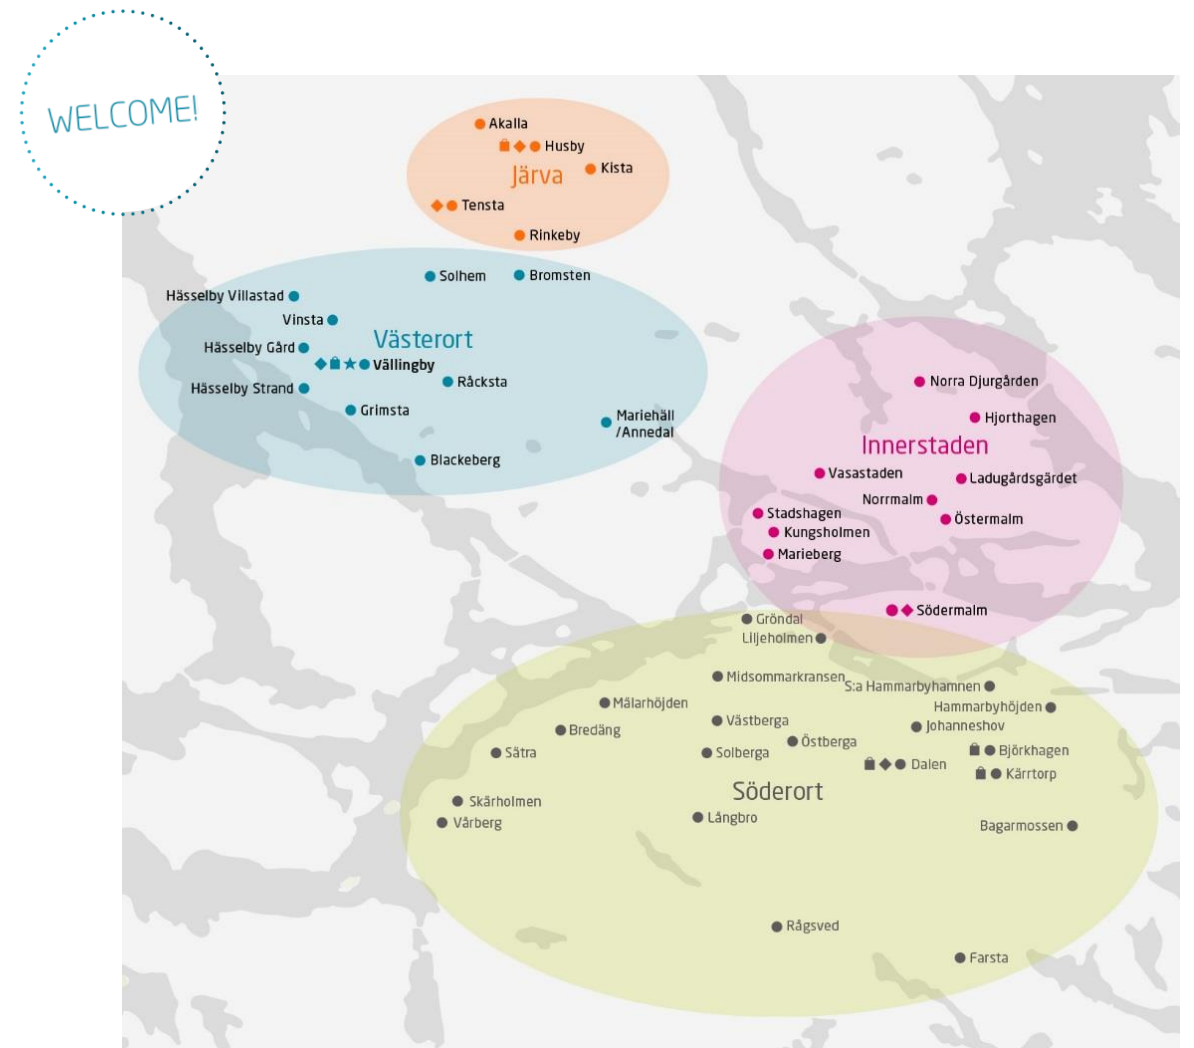 WELCOME!
Akalla
Husby
Kista
Järva
Tensta
Rinkeby
Solhem
Bromsten
Hässelby Villastad
Vinsta
Västerort
Hässelby Gård
Vällingby
Råcksta
Hässelby Strand
Grimsta
Mariehäll
/Annedal
Blackeberg
Norra Djurgården
Hjorthagen
Innerstaden
Vasastaden
Ladugårdsgärdet
Norrmalm
Stadshagen
Östermalm
Kungsholmen
Marieberg
Södermalm
Gröndal
Liljeholmen
Midsommarkransen
S:a Hammarbyhamnen
Mälarhöjden
Hammarbyhöjden
Västberga
Johanneshov
Bredäng
Östberga
Sätra
Solberga
Björkhagen
Dalen
Kärrtorp
Söderort
Skärholmen
Långbro
Vårberg
Bagarmossen
Rågsved
Farsta